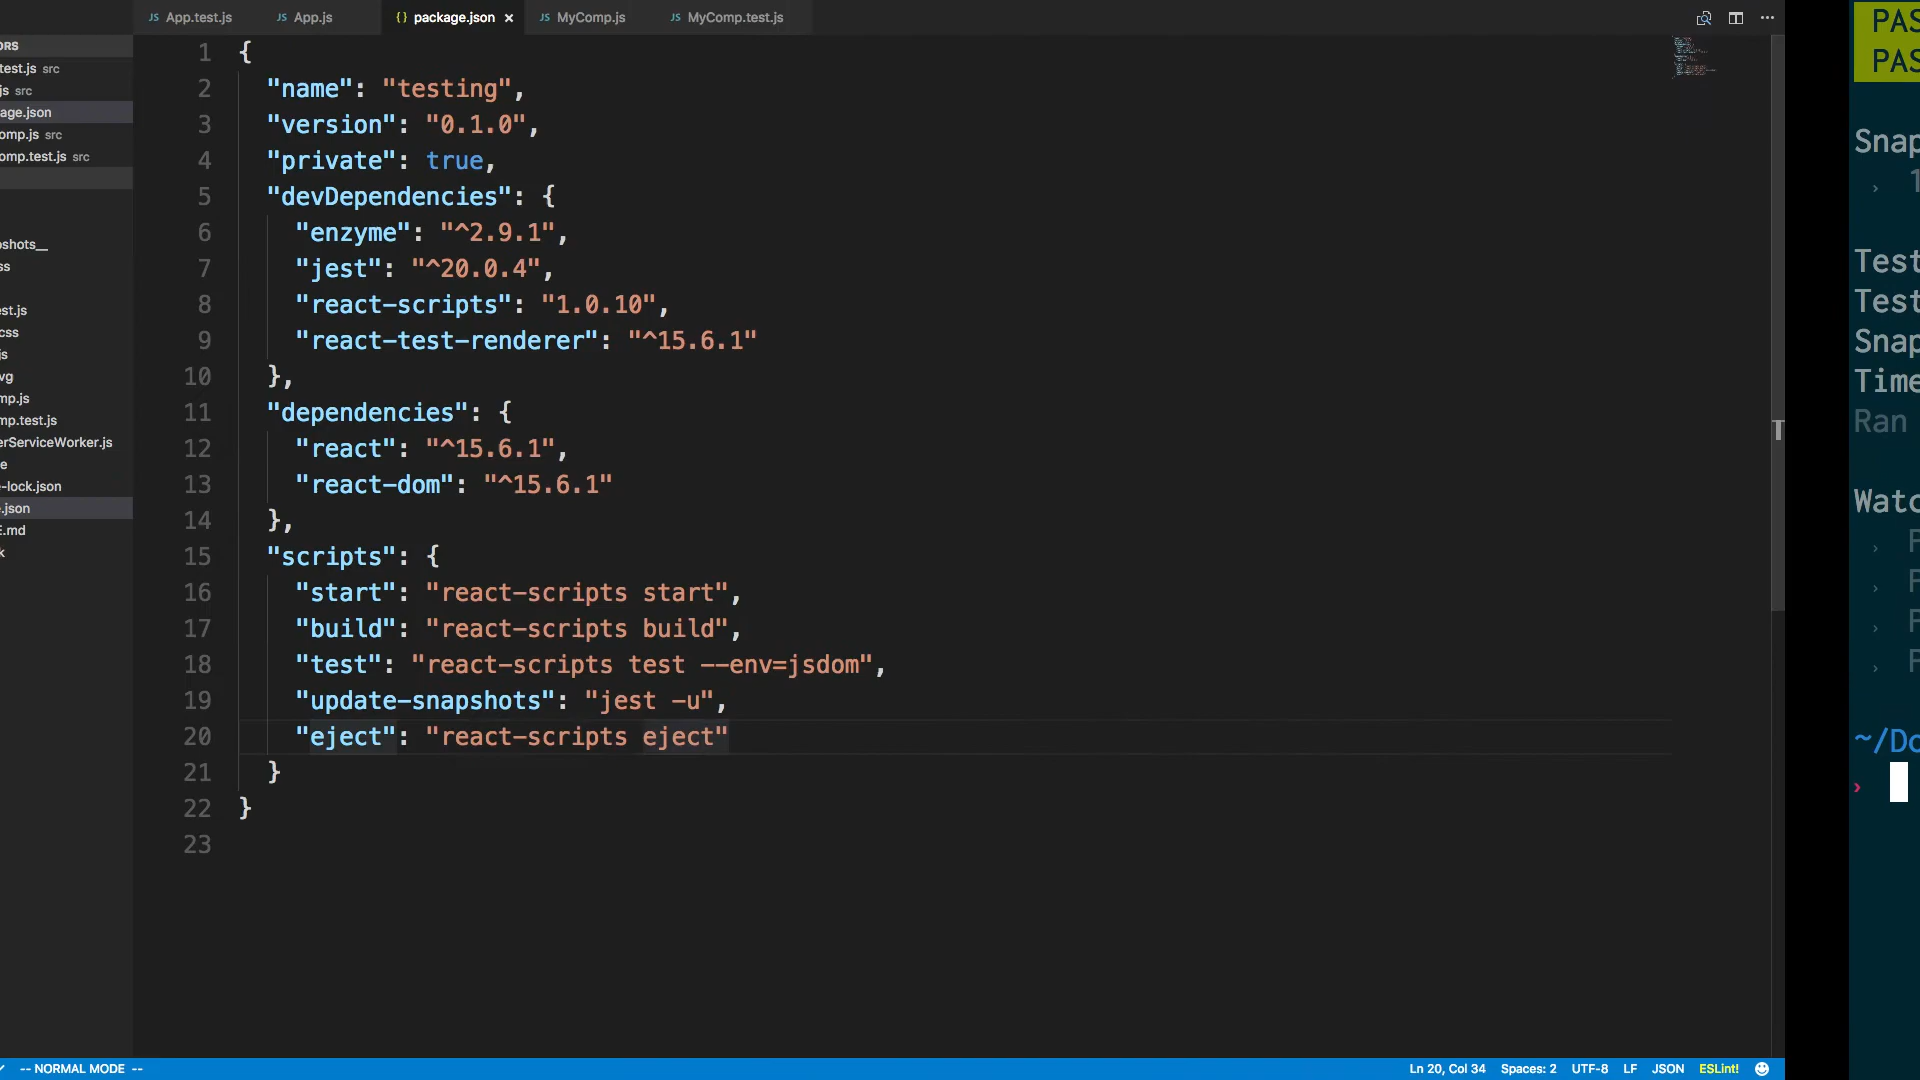 App.test.js
App.js
package.json
MyComp.js
MyComp.test.js
ORS
test.js src
js src
age.json
omp.js src
omp.test.js src
shots__
ss
st.js
css
s
vg
mp.js
mp.test.js
erServiceWorker.js
e
-lock.json
.json
E.md
k
1 {
2 "name": "testing",
3 "version": "0.1.0",
4 "private": true,
5 "devDependencies": {
6 "enzyme": "^2.9.1",
7 "jest": "^20.0.4",
8 "react-scripts": "1.0.10",
9 "react-test-renderer": "^15.6.1"
10 },
11 "dependencies": {
12 "react": "^15.6.1",
13 "react-dom": "^15.6.1"
14 },
15 "scripts": {
16 "start": "react-scripts start",
17 "build": "react-scripts build",
18 "test": "react-scripts test --env=jsdom",
19 "update-snapshots": "jest -u",
20 "eject": "react-scripts eject"
21 }
22 }
23
PAS
PAS
Snap
› 1
Test
Test
Snap
Time
Ran
Watc
›
›
›
›
~/Do
›
-- NORMAL MODE --
Ln 20, Col 34 Spaces: 2 UTF-8 LF JSON ESLint!